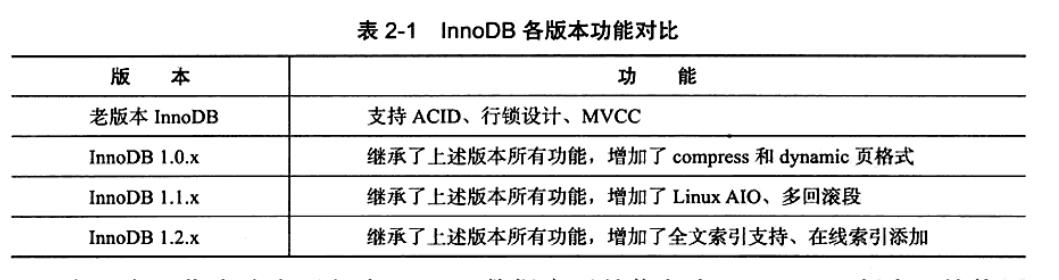 表 2-1 InnoDB 各版本功能对比
版 本 功 能
老版本 InnoDB 支持 ACID、行锁设计、MVCC
InnoDB 1.0.x 继承了上述版本所有功能，增加了 compress 和 dynamic 页格式
InnoDB 1.1.x 继承了上述版本所有功能，增加了 Linux AIO、多回滚段
InnoDB 1.2.x 继承了上述版本所有功能，增加了全文索引支持、在线索引添加